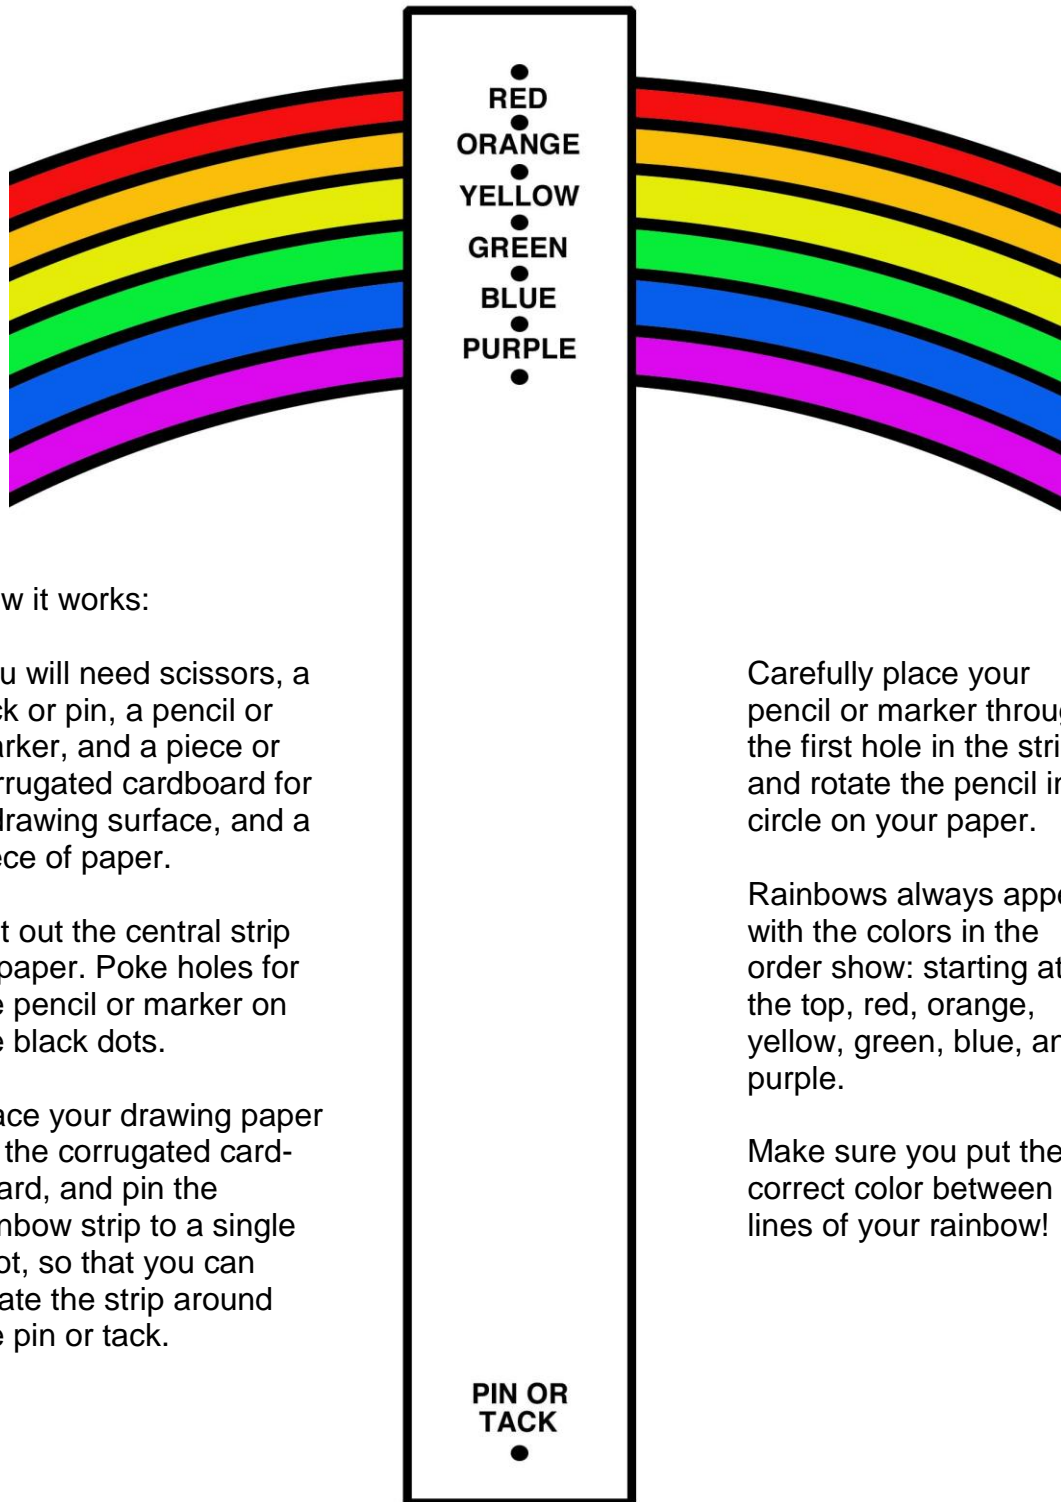 RED
ORANGE
YELLOW
GREEN
BLUE
PURPLE
w it works:
u will need scissors, a
ck or pin, a pencil or
arker, and a piece or
rrugated cardboard for
drawing surface, and a
ece of paper.
t out the central strip
paper. Poke holes for
e pencil or marker on
e black dots.
ace your drawing paper
the corrugated card-
ard, and pin the
nbow strip to a single
ot, so that you can
ate the strip around
e pin or tack.
Carefully place your
pencil or marker throug
the first hole in the stri
and rotate the pencil in
circle on your paper.
Rainbows always appe
with the colors in the
order show: starting at
the top, red, orange,
yellow, green, blue, an
purple.
Make sure you put the
correct color between
lines of your rainbow!
PIN OR
TACK